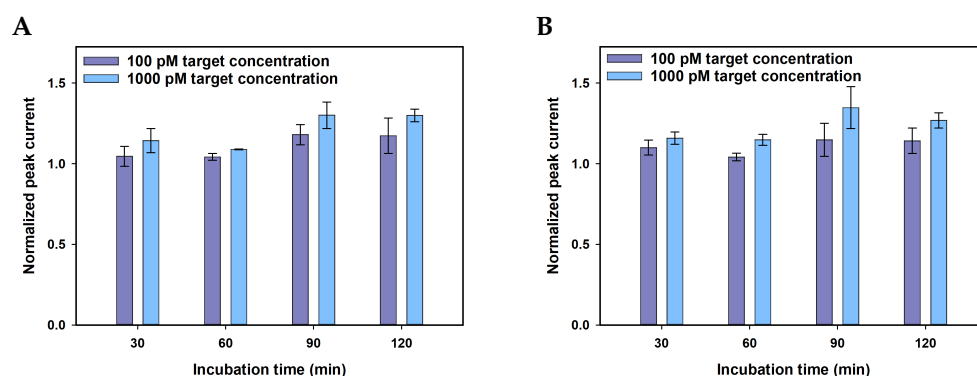 A
100 pM target concentration
1000 pM target concentration
1.5
1.0
0.5
0.0
Normalized peak current
30 60 90 120
Incubation time (min)
B
100 pM target concentration
1000 pM target concentration
1.5
1.0
0.5
0.0
Normalized peak current
30 60 90 120
Incubation time (min)